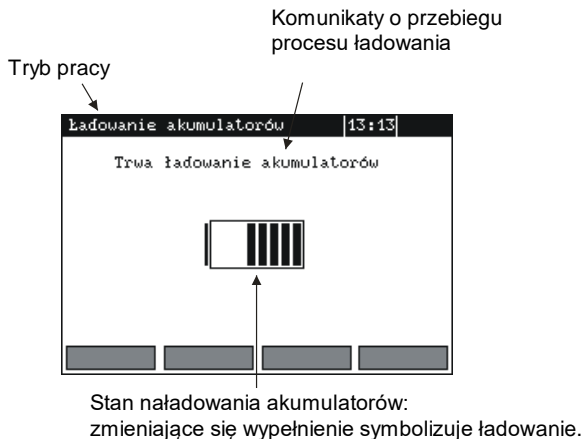 Komunikaty o przebiegu
procesu ładowania
Tryb pracy
Ładowanie akumulatorów 13:13
Trwa ładowanie akumulatorów
Stan naładowania akumulatorów:
zmieniające się wypełnienie symbolizuje ładowanie.